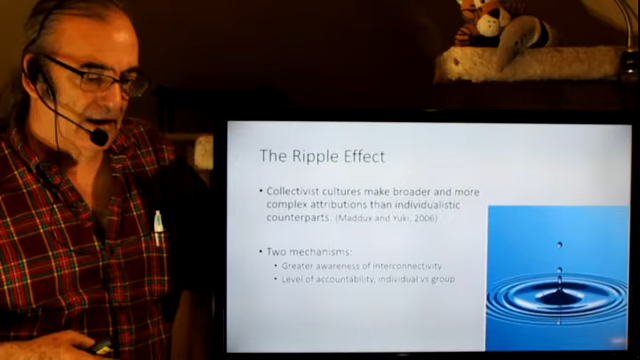 The Ripple Effect
• Collectivist cultures make broader and more
complex attributions than individualistic
counterparts. (Maddux and Yuki, 2006)
• Two mechanisms:
• Greater awareness of interconnectivity
• Level of accountability, individual vs group